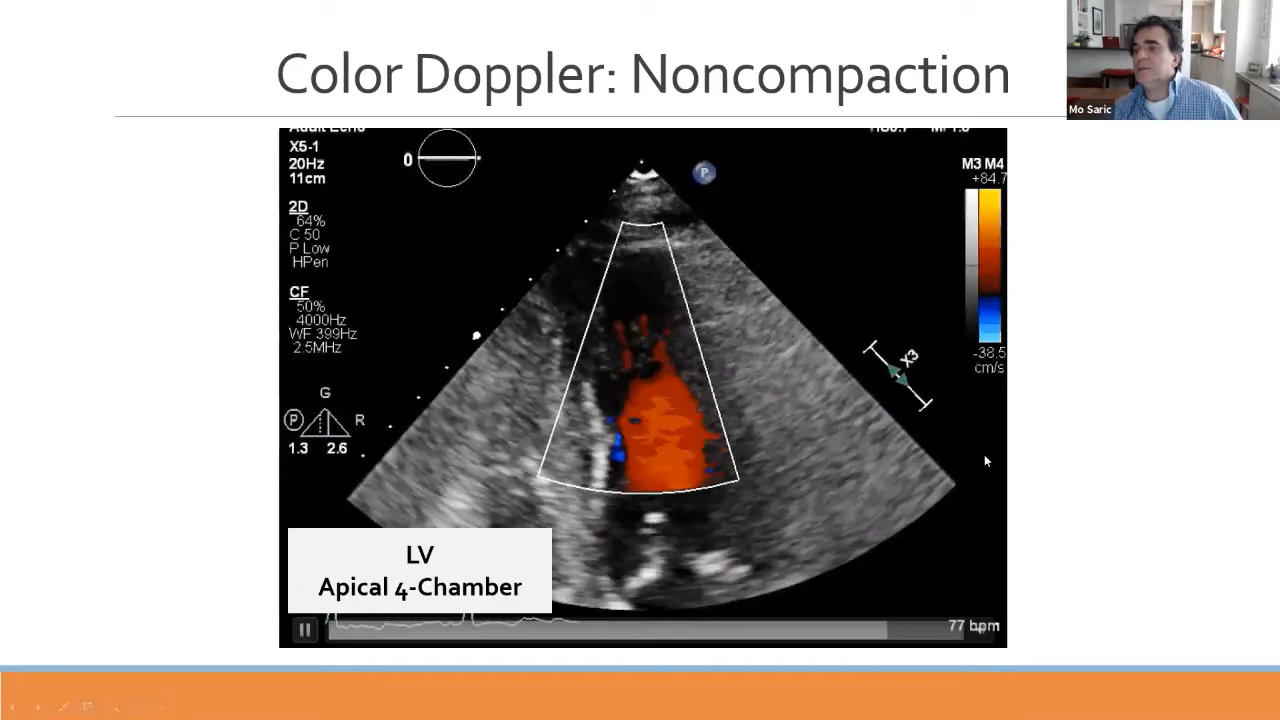 Color Doppler: Noncompaction
Mo Saric
Adult Echo
X5-1
20Hz
11cm
0
P
M3 M4
+84.7
2D
64%
C 50
P Low
HPen
CF
50%
4000Hz
WF 399Hz
2.5MHz
-38.5
cm/s
X3
G
P
R
1.3 2.6
LV
Apical 4-Chamber
77 bpm